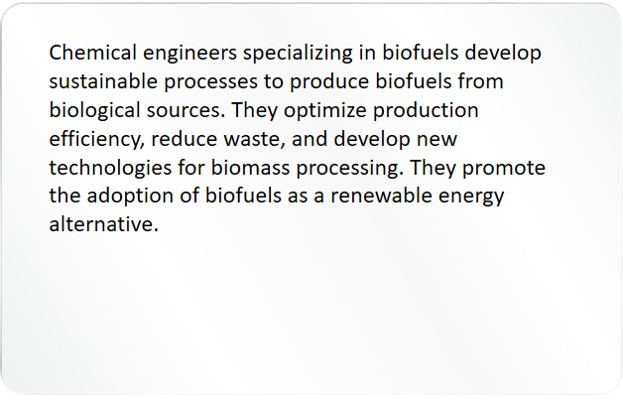 Chemical engineers specializing in biofuels develop
sustainable processes to produce biofuels from
biological sources. They optimize production
efficiency, reduce waste, and develop new
technologies for biomass processing. They promote
the adoption of biofuels as a renewable energy
alternative.